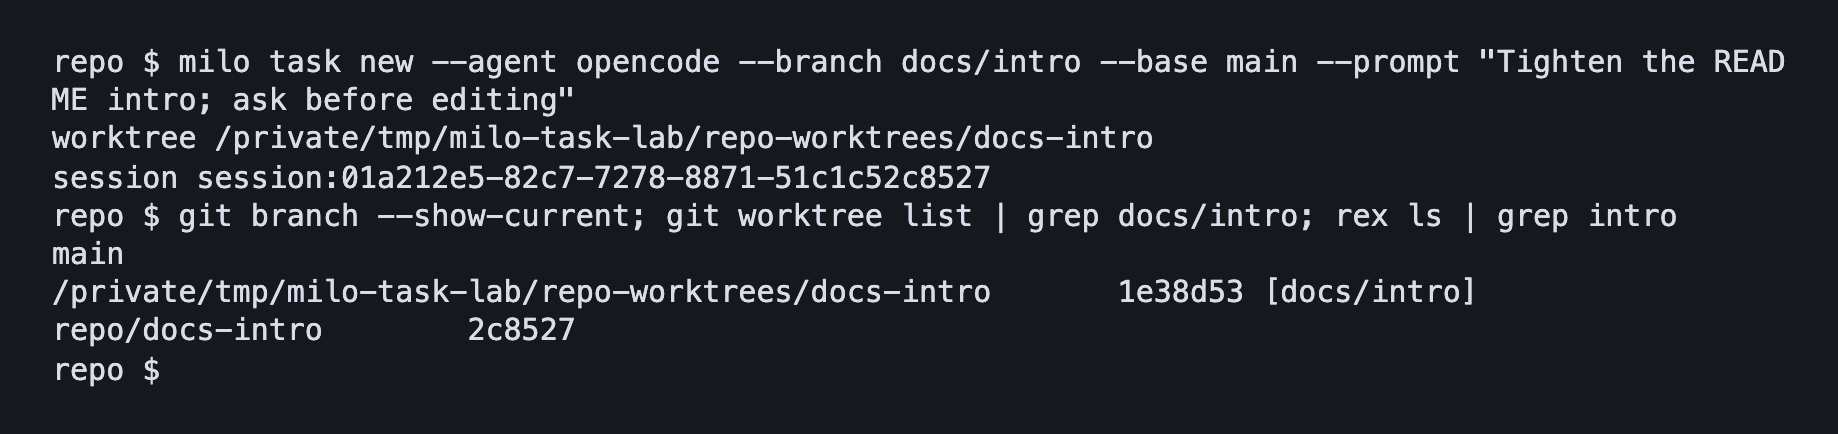 repo $ milo task new --agent opencode --branch docs/intro --base main --prompt "Tighten the READ
ME intro; ask before editing"
worktree /private/tmp/milo-task-lab/repo-worktrees/docs-intro
session session:01a212e5-82c7-7278-8871-51c1c52c8527
repo $ git branch --show-current; git worktree list | grep docs/intro; rex ls | grep intro
main
/private/tmp/milo-task-lab/repo-worktrees/docs-intro       1e38d53 [docs/intro]
repo/docs-intro        2c8527
repo $